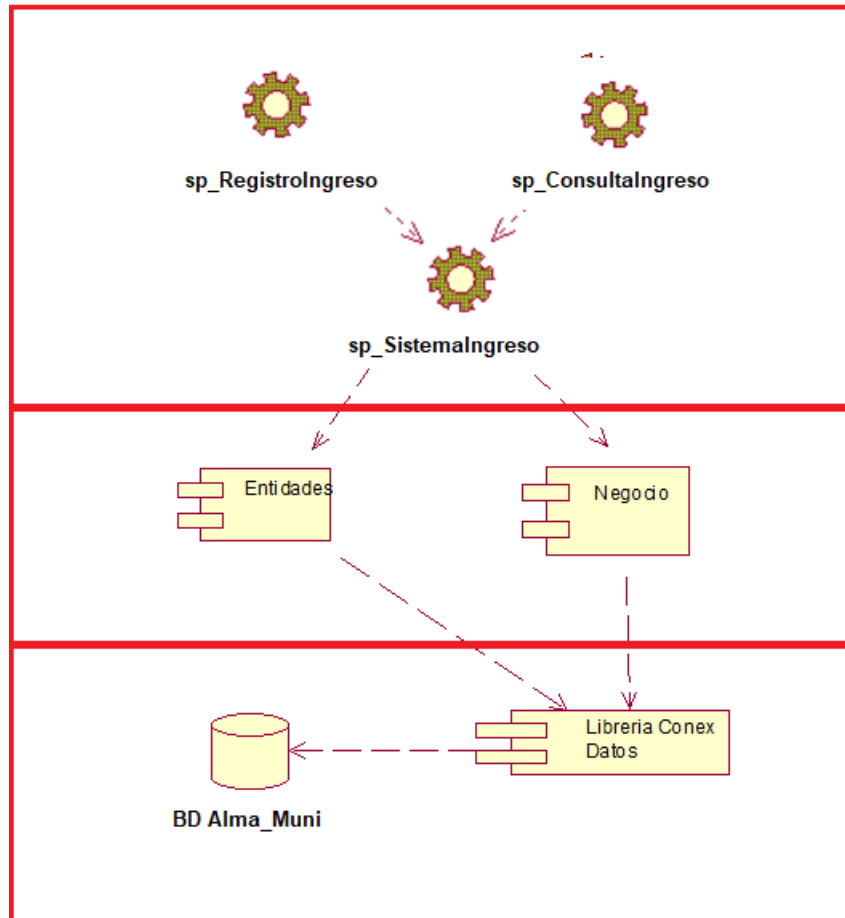 sp_RegistroIngreso
sp_ConsultaIngreso
sp_SistemaIngreso
Entidades
Negocio
Libreria Conex
Datos
BD Alma_Muni